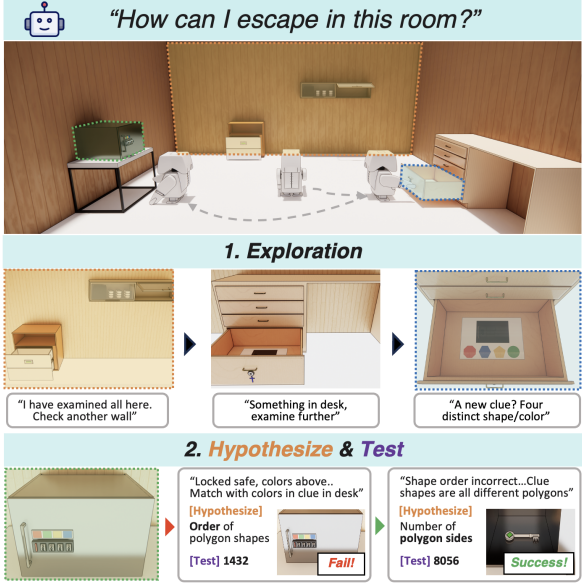 “How can I escape in this room?”
1. Exploration
“I have examined all here.
Check another wall”
“Something in desk,
examine further”
“A new clue? Four
distinct shape/color”
2. Hypothesize & Test
“Locked safe, colors above..
Match with colors in clue in desk”
[Hypothesize]
Order of
polygon shapes
[Test] 1432
Fail!
“Shape order incorrect...Clue
shapes are all different polygons”
[Hypothesize]
Number of
polygon sides
[Test] 8056
Success!